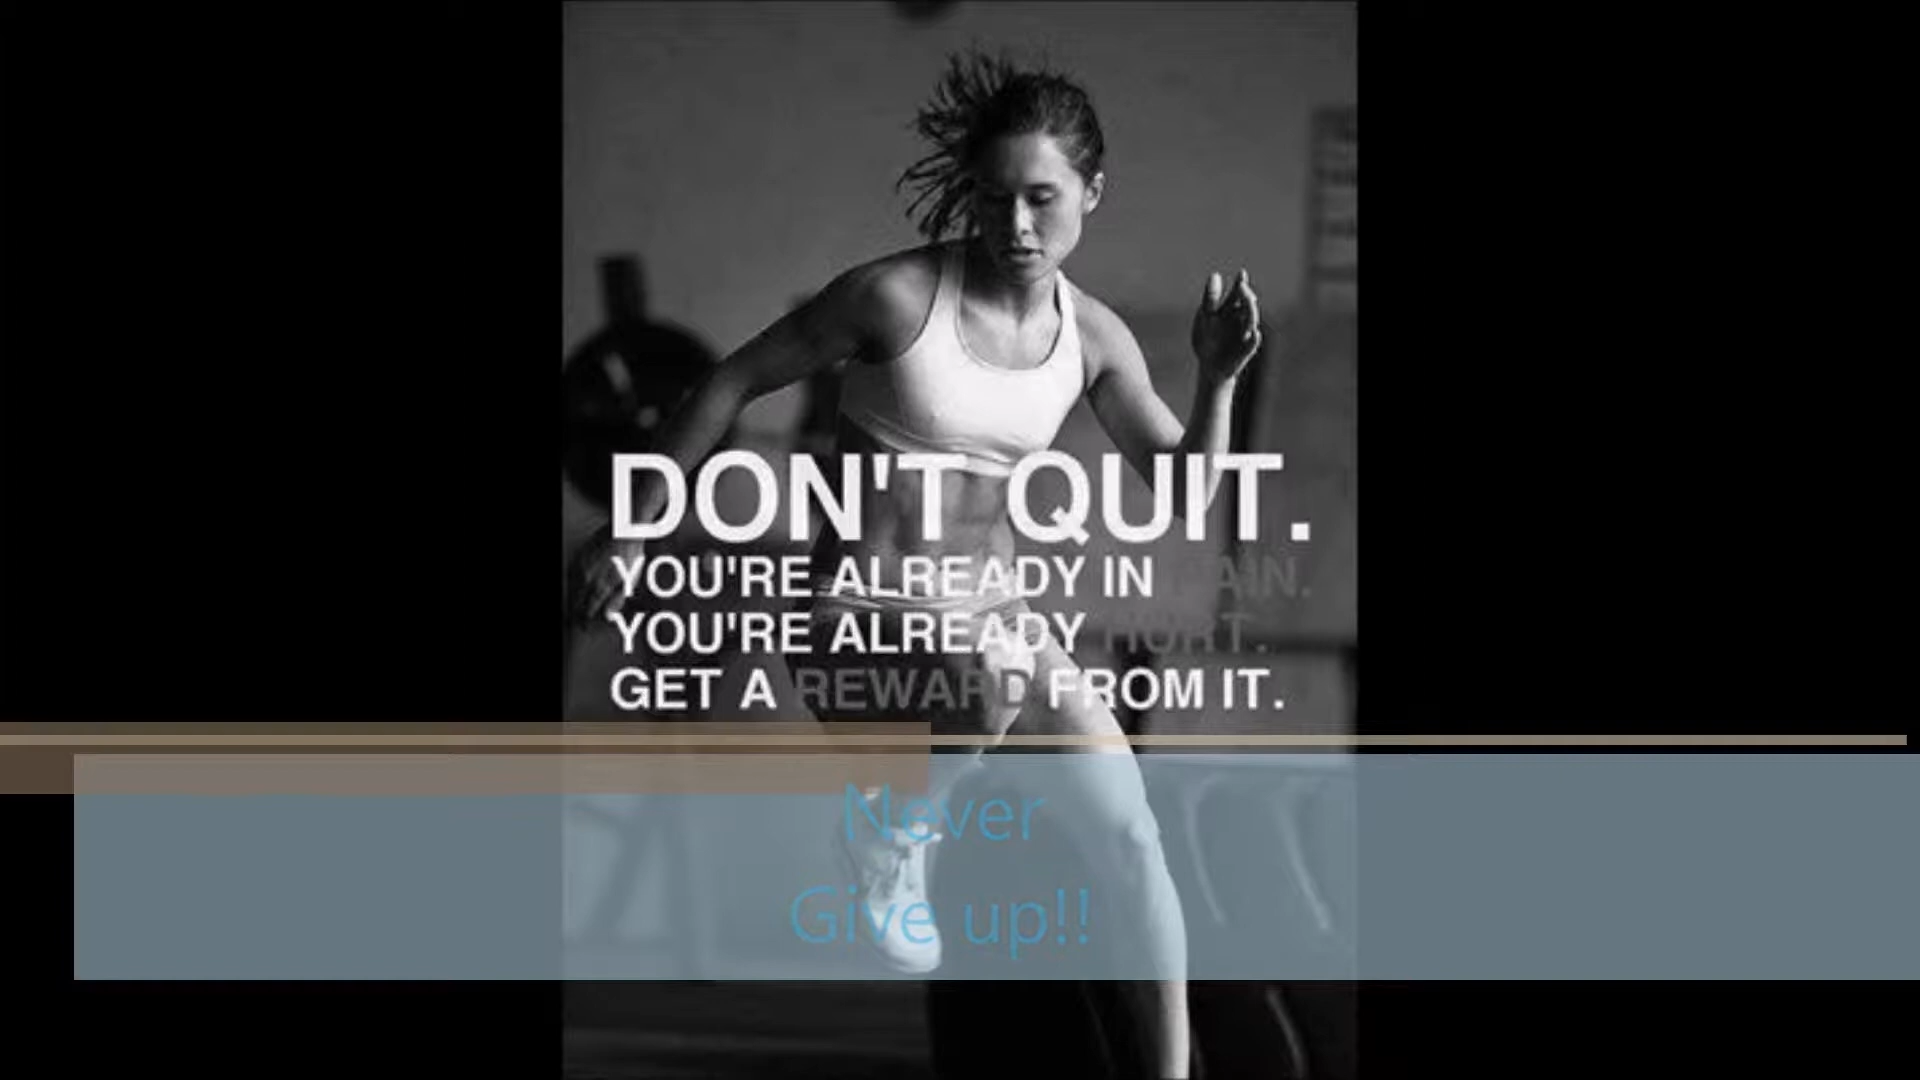 DON'T QUIT.
YOU'RE ALREADY IN PAIN.
YOU'RE ALREADY HURT.
GET A REWARD FROM IT.
Never
Give up!!